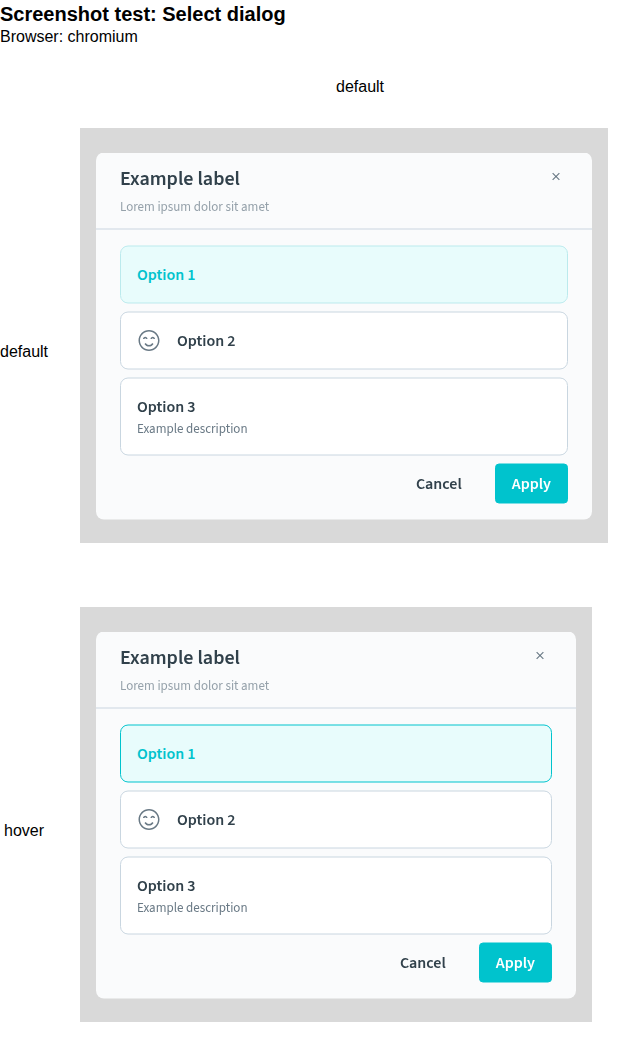 Screenshot test: Select dialog
Browser: chromium
default
default
Example label
×
Lorem ipsum dolor sit amet
Option 1
Option 2
Option 3
Example description
Cancel
Apply
hover
Example label
×
Lorem ipsum dolor sit amet
Option 1
Option 2
Option 3
Example description
Cancel
Apply